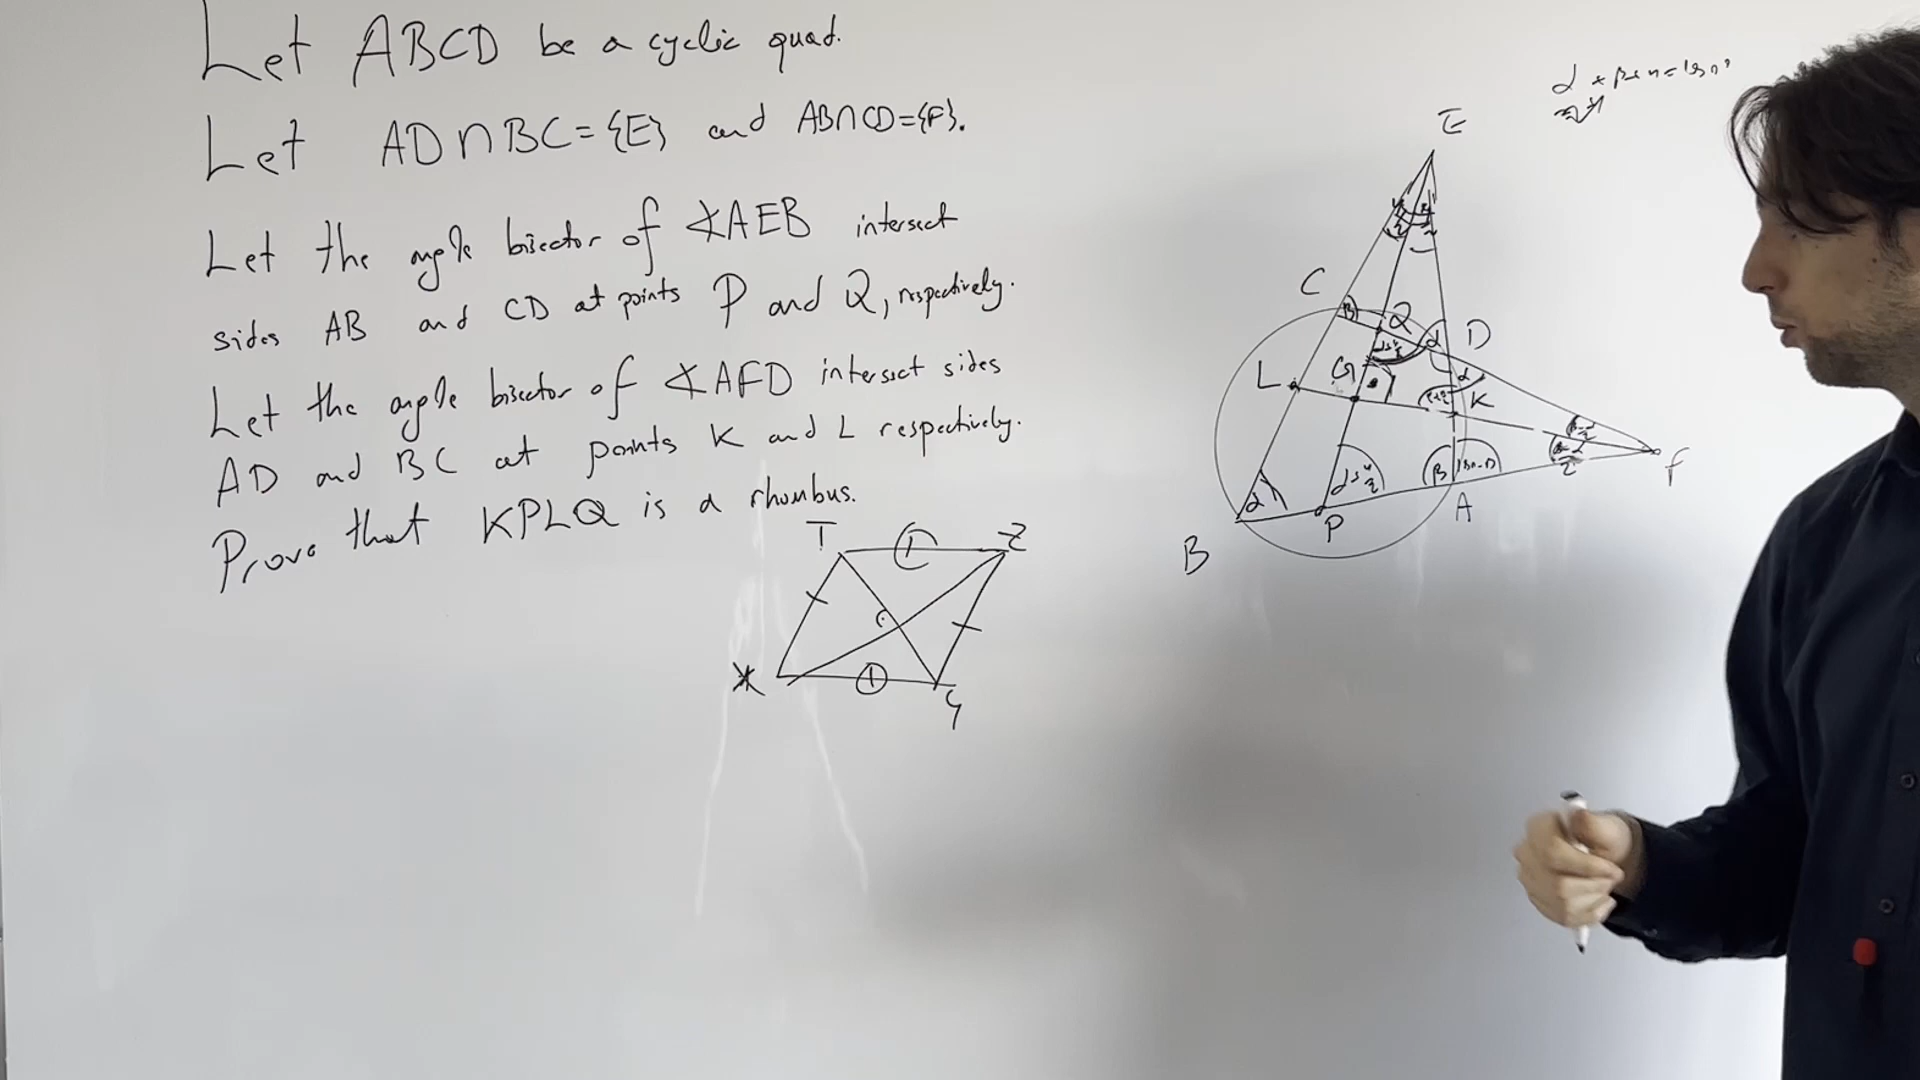 Let ABCD be a cyclic quad.
Let AD∩BC={E} and AB∩CD={F}.
Let the angle bisector of ∢AEB intersect
sides AB and CD at points P and Q, respectively.
Let the angle bisector of ∢AFD intersect sides
AD and BC at points K and L respectively.
Prove that KPLQ is a rhombus.
T Z
X Y
E
C Q D
L G K
F
B P A
α
β